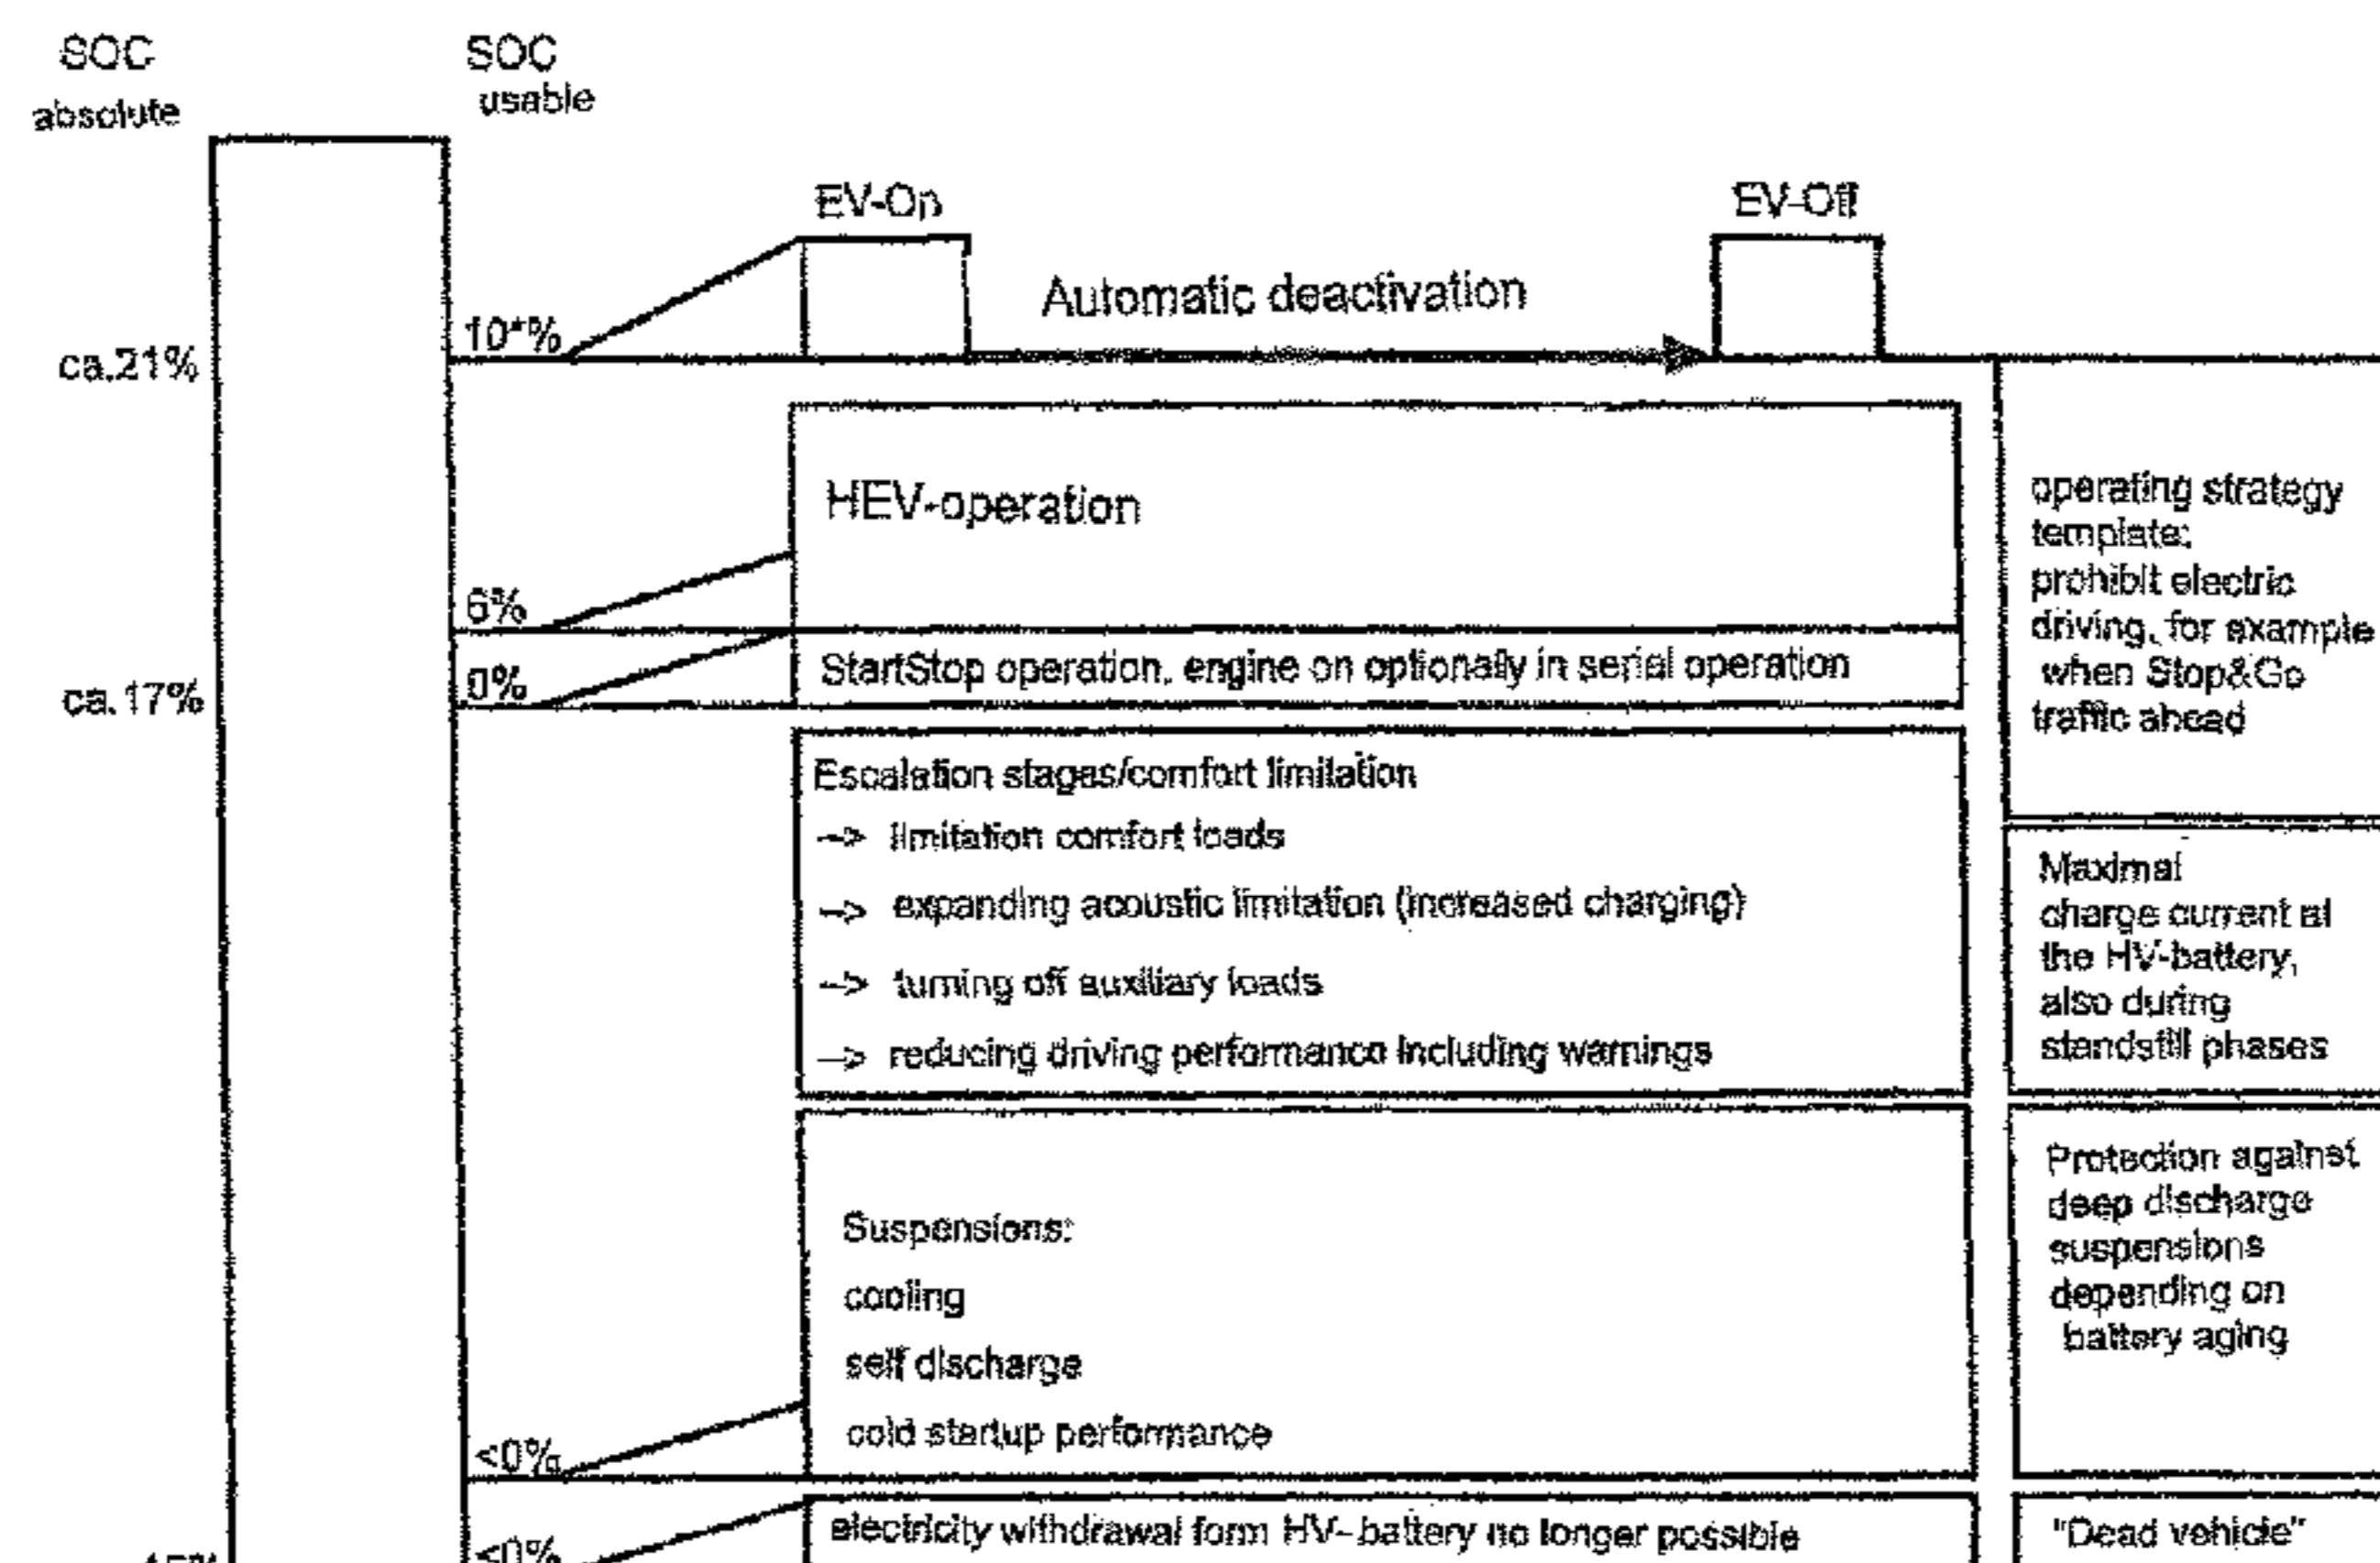 SOC
absolute
SOC
usable
EV-On
EV-Off
Automatic deactivation
10*%
ca.21%
HEV-operation
6%
StartStop operation, engine on optionally in serial operation
0%
ca.17%
operating strategy
template:
prohibit electric
driving, for example
when Stop&Go
traffic ahead
Escalation stages/comfort limitation
--> limitation comfort loads
--> expanding acoustic limitation (increased charging)
--> turning off auxiliary loads
--> reducing driving performance including warnings
Maximal
charge current at
the HV-battery,
also during
standstill phases
Suspensions:
cooling
self discharge
cold startup performance
<0%
Protection against
deep discharge
suspensions
depending on
battery aging
electricity withdrawal form HV-battery no longer possible
"Dead vehicle"